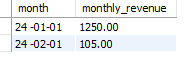 month monthly_revenue
24 -01-01 1250.00
24 -02-01 105.00